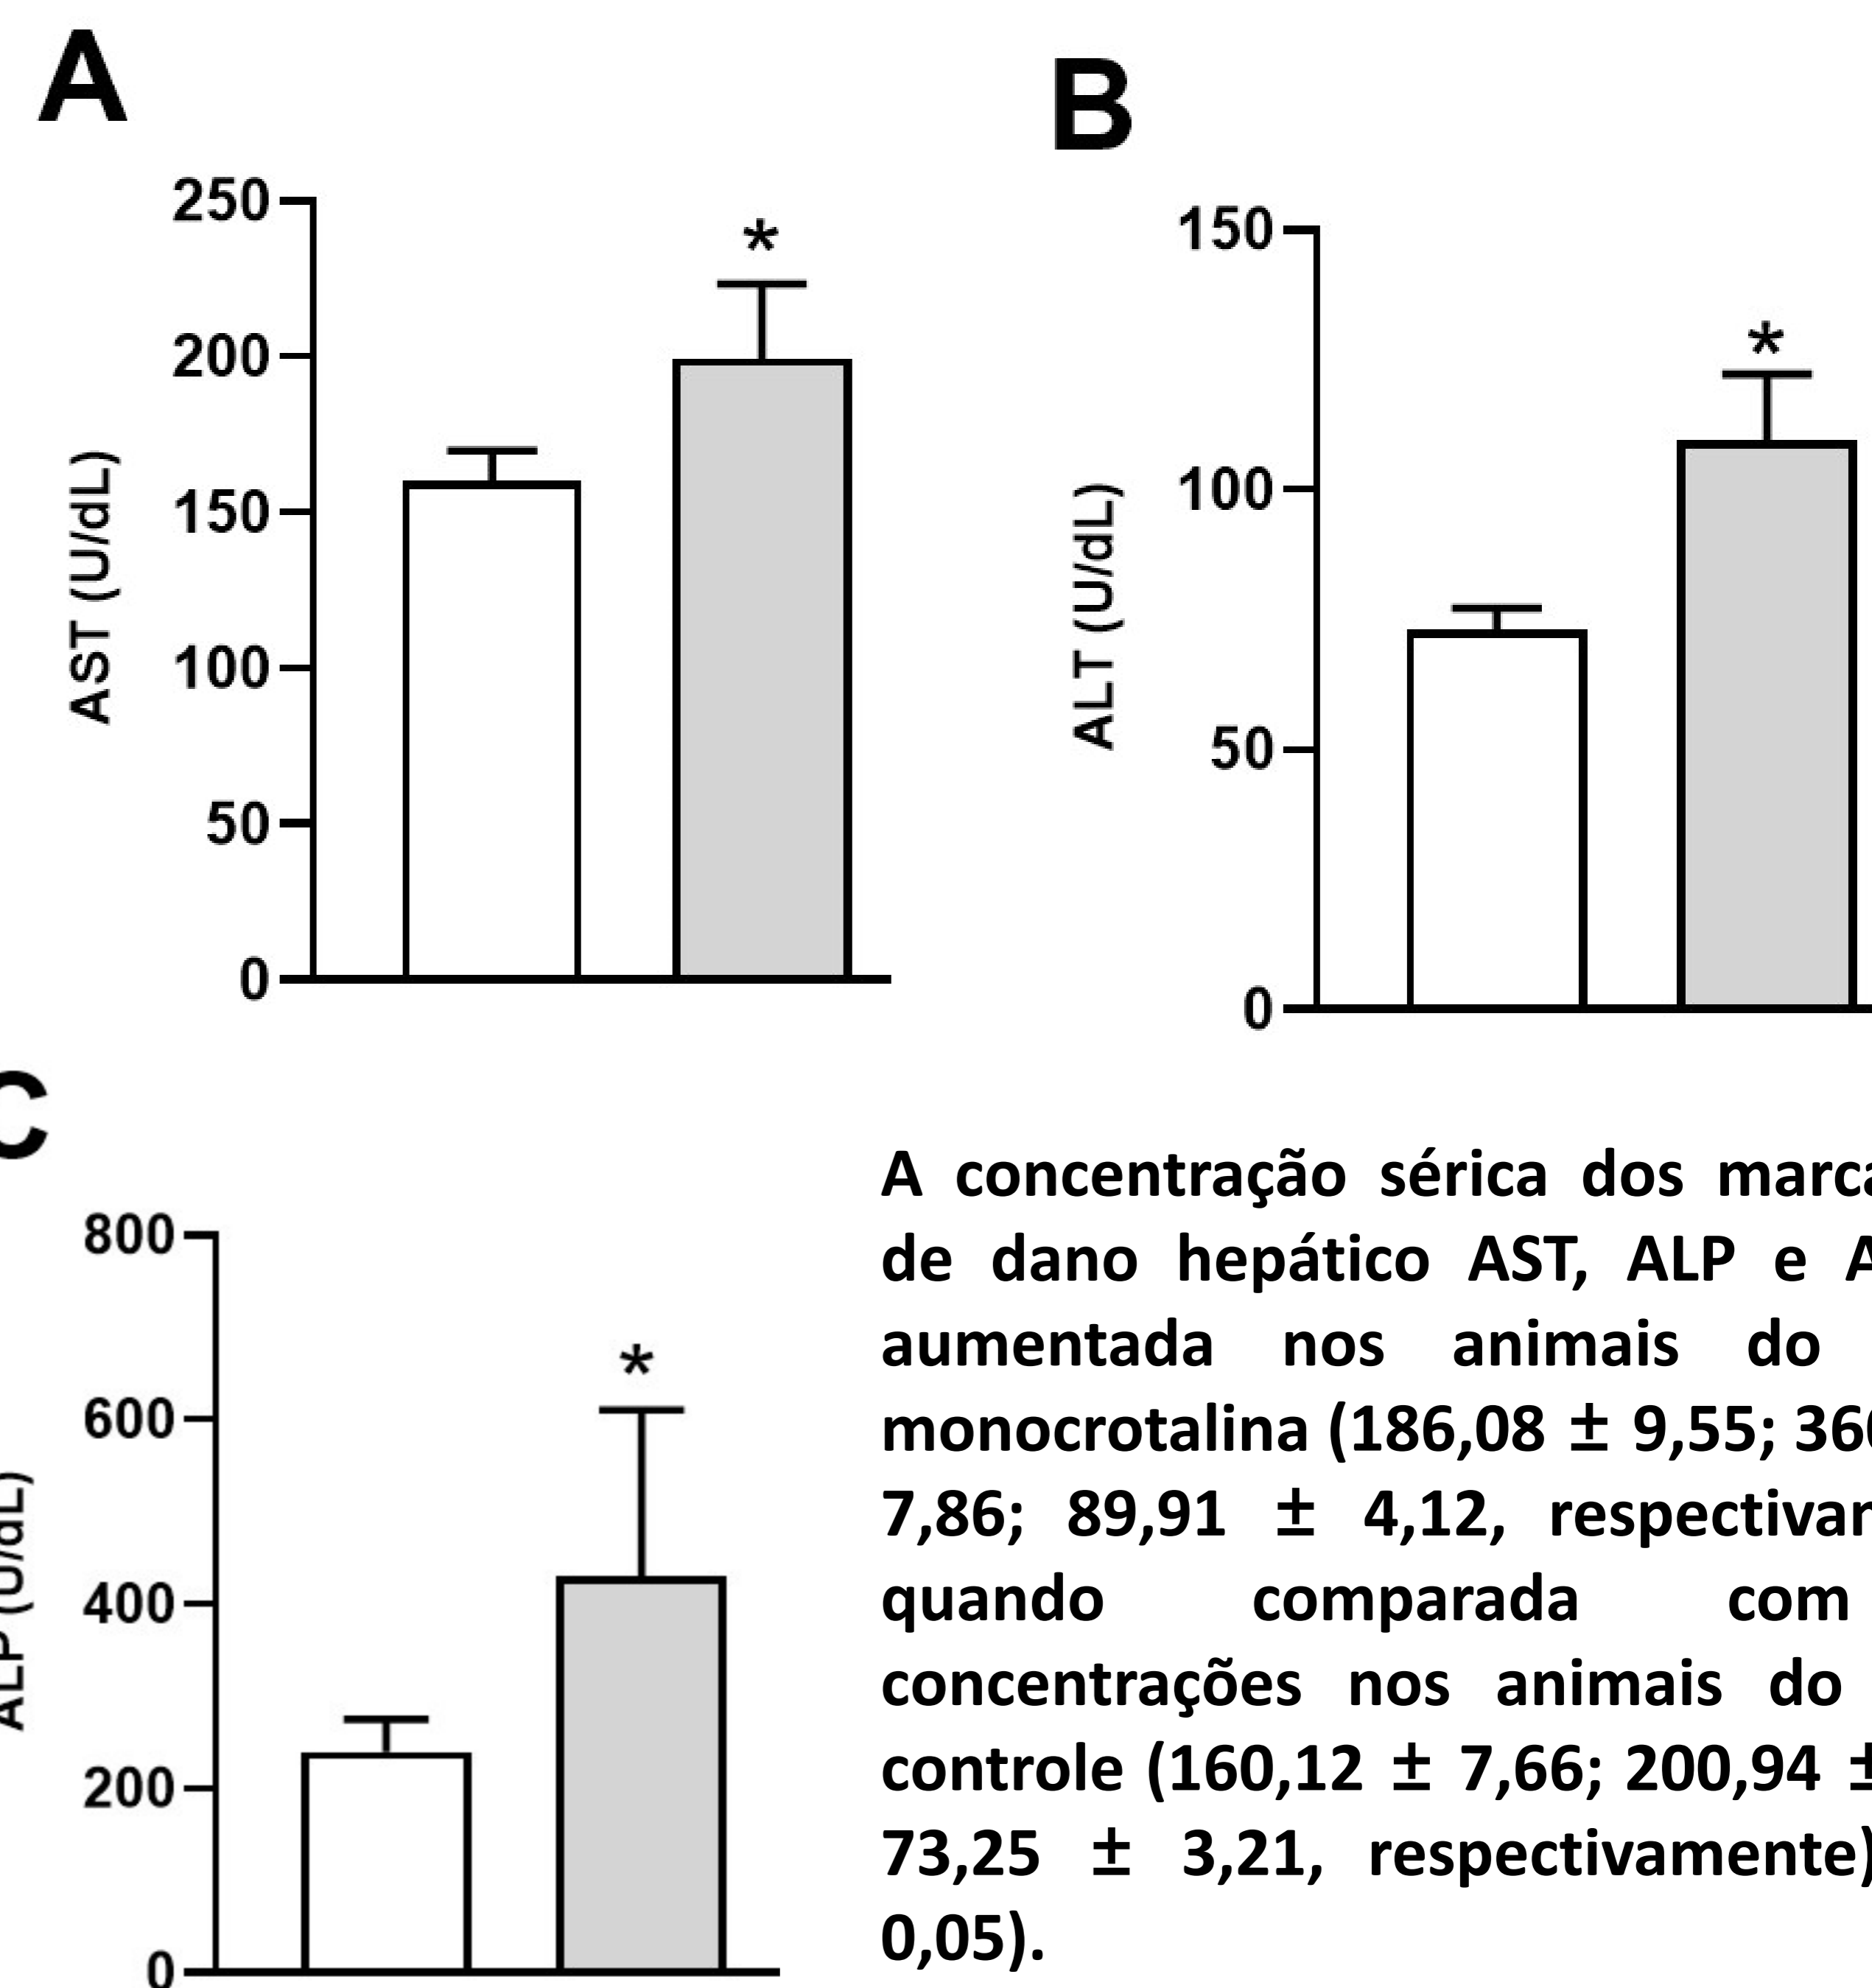 A
250
200
150
100
50
0
AST (U/dL)
*
B
150
100
50
0
ALT (U/dL)
*
C
800
600
400
200
0
ALP (U/dL)
*
A concentração sérica dos
de dano hepático AST, ALP e
aumentada nos animais do
monocrotalina (186,08 ± 9,55;
7,86; 89,91 ± 4,12,
quando comparada com
concentrações nos animais do
controle (160,12 ± 7,66; 200,94 ±
73,25 ± 3,21, respectivamente)
0,05).